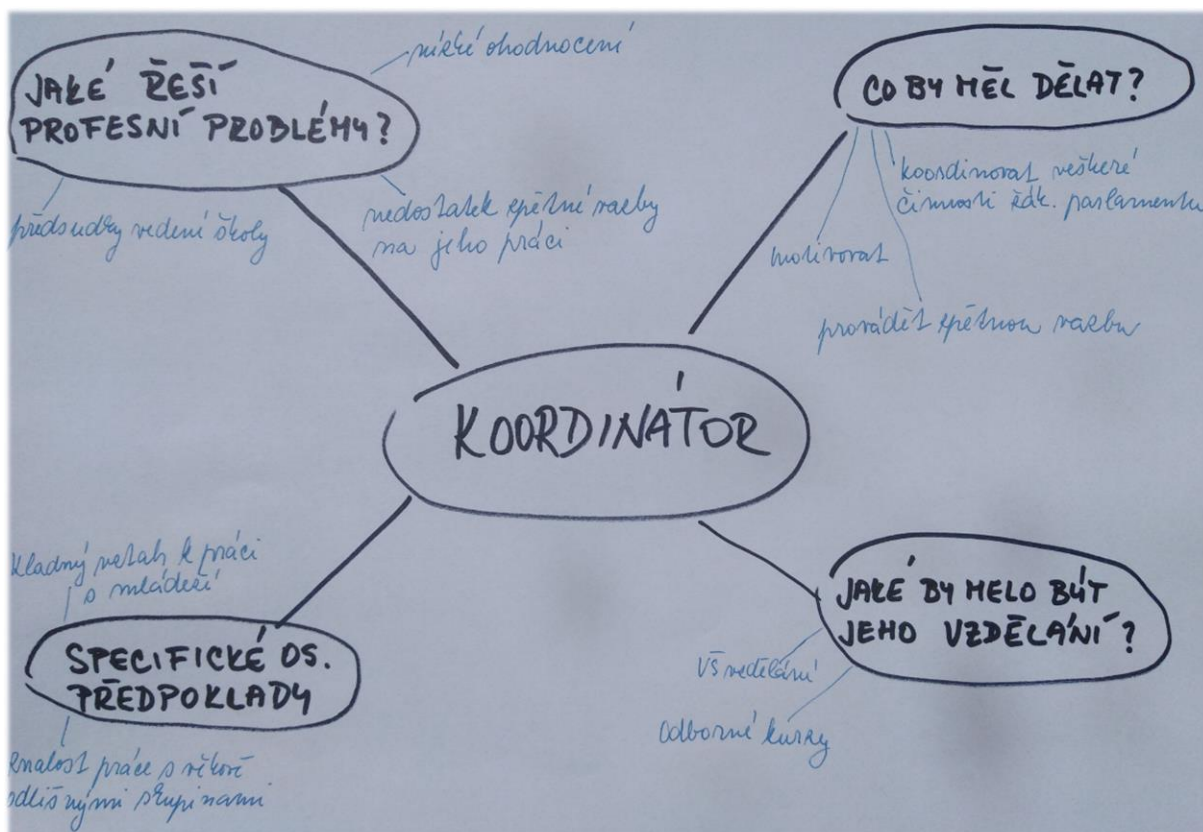 JAKÉ ŘEŠÍ
PROFESNÍ PROBLÉMY?
nízké ohodnocení
předsudky vedení školy
nedostatek zpětné vazby
na jeho práci
CO BY MĚL DĚLAT?
motivovat
koordinovat veškeré
činnosti žák. parlamentu
provádět zpětnou vazbu
KOORDINÁTOR
Kladný vztah k práci
s mládeží
SPECIFICKÉ OS.
PŘEDPOKLADY
znalost práce s věkově
odlišnými skupinami
JAKÉ BY MELO BÝT
JEHO VZDĚLÁNÍ?
VŠ vzdělání
Odborné kurzy